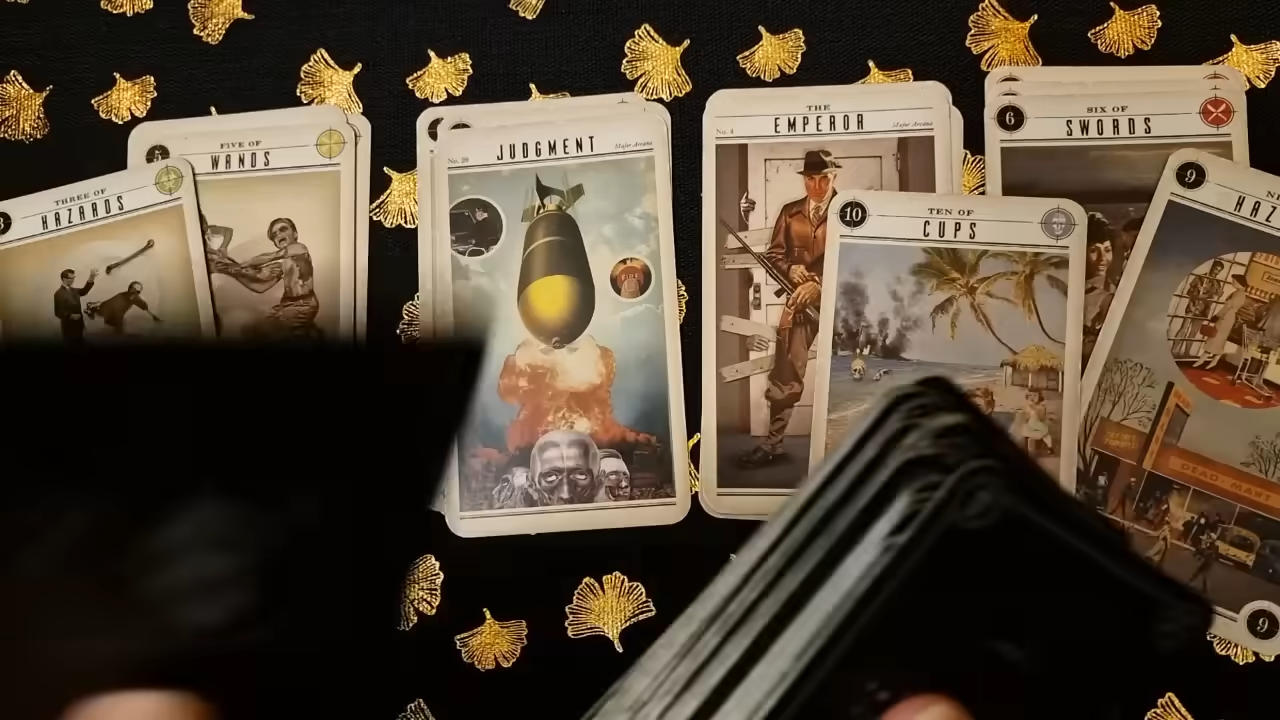 THREE OF
HAZARDS
5
FIVE OF
WANDS
No. 20
JUDGMENT
Major Arcana
No. 4
THE
EMPEROR
Major Arcana
10
TEN OF
CUPS
6
SIX OF
SWORDS
9
HAZ
DEAD-MART
9